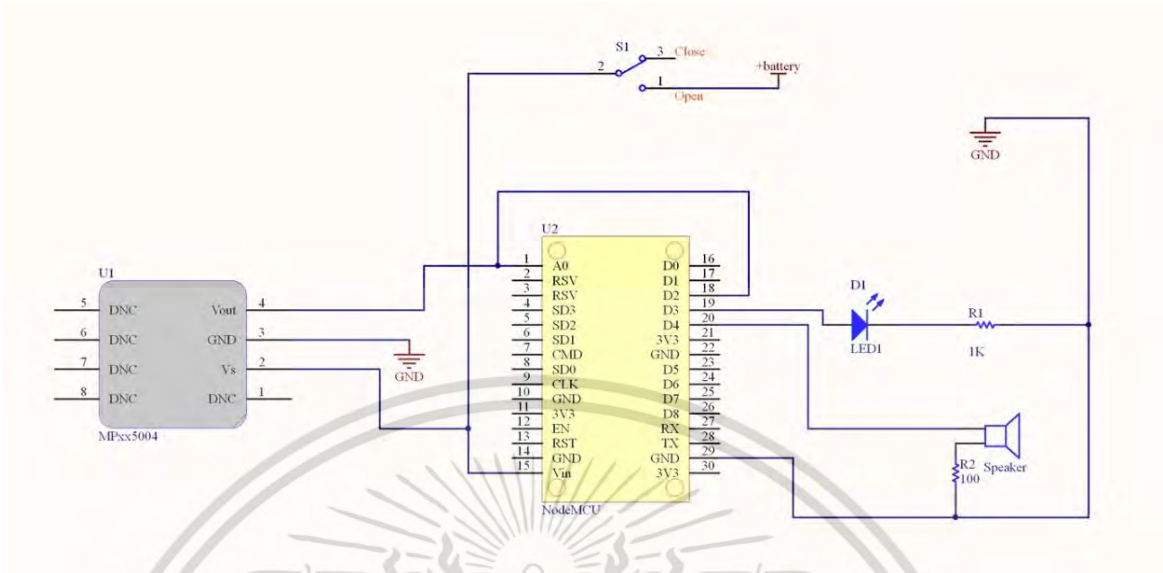 S1
2
3 Close
1
Open
+battery
GND
U1
5 DNC
6 DNC
7 DNC
8 DNC
Vout 4
GND 3
Vs 2
DNC 1
MPxx5004
GND
U2
1 A0
2 RSV
3 RSV
4 SD3
5 SD2
6 SD1
7 CMD
8 SD0
9 CLK
10 GND
11 3V3
12 EN
13 RST
14 GND
15 Vin
D0 16
D1 17
D2 18
D3 19
D4 20
3V3 21
GND 22
D5 23
D6 24
D7 25
D8 26
RX 27
TX 28
GND 29
3V3 30
NodeMCU
D1
LED1
R1
1K
R2
100
Speaker